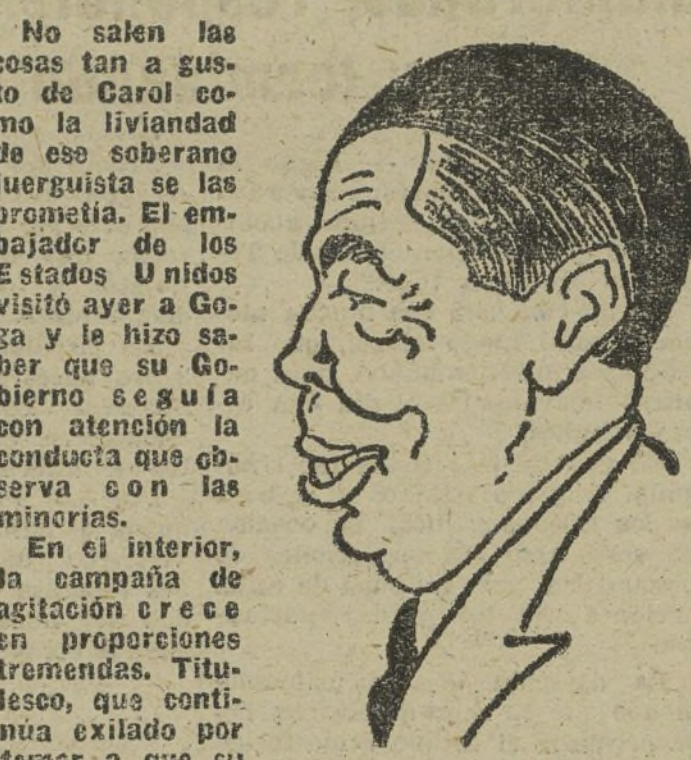 No salen las
cosas tan a gus-
to de Carol co-
mo la liviandad
de ese soberano
juerguista se las
prometía. El em-
bajador de los
Estados Unidos
visitó ayer a Go-
ga y le hizo sa-
ber que su Go-
bierno seguía
con atención la
conducta que ob-
serva con las
minorías.
En el interior,
la campaña de
agitación crece
en proporciones
tremendas. Titu-
lesco, que conti-
núa exilado por
temor a que su